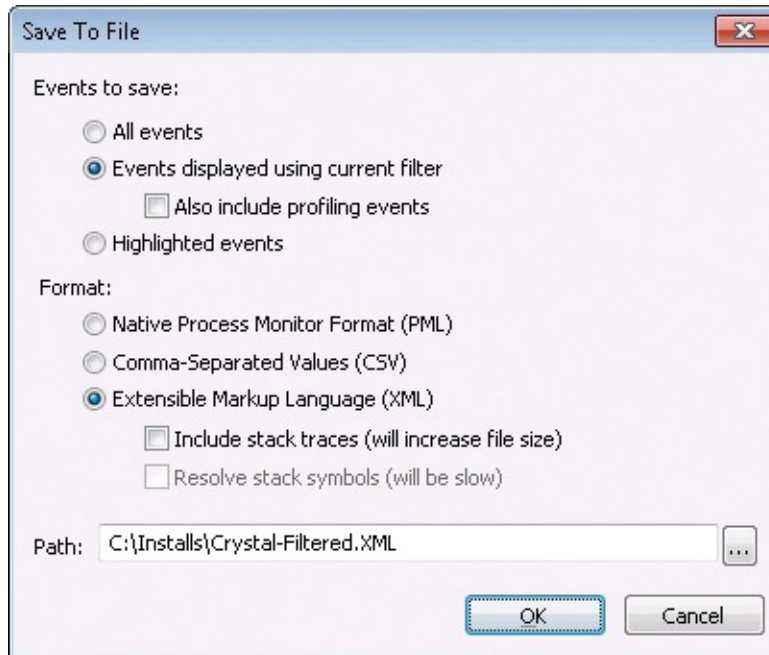 Save To File
Events to save:
All events
Events displayed using current filter
Also include profiling events
Highlighted events
Format:
Native Process Monitor Format (PML)
Comma-Separated Values (CSV)
Extensible Markup Language (XML)
Include stack traces (will increase file size)
Resolve stack symbols (will be slow)
Path: C:\Installs\Crystal-Filtered.XML ...
OK Cancel